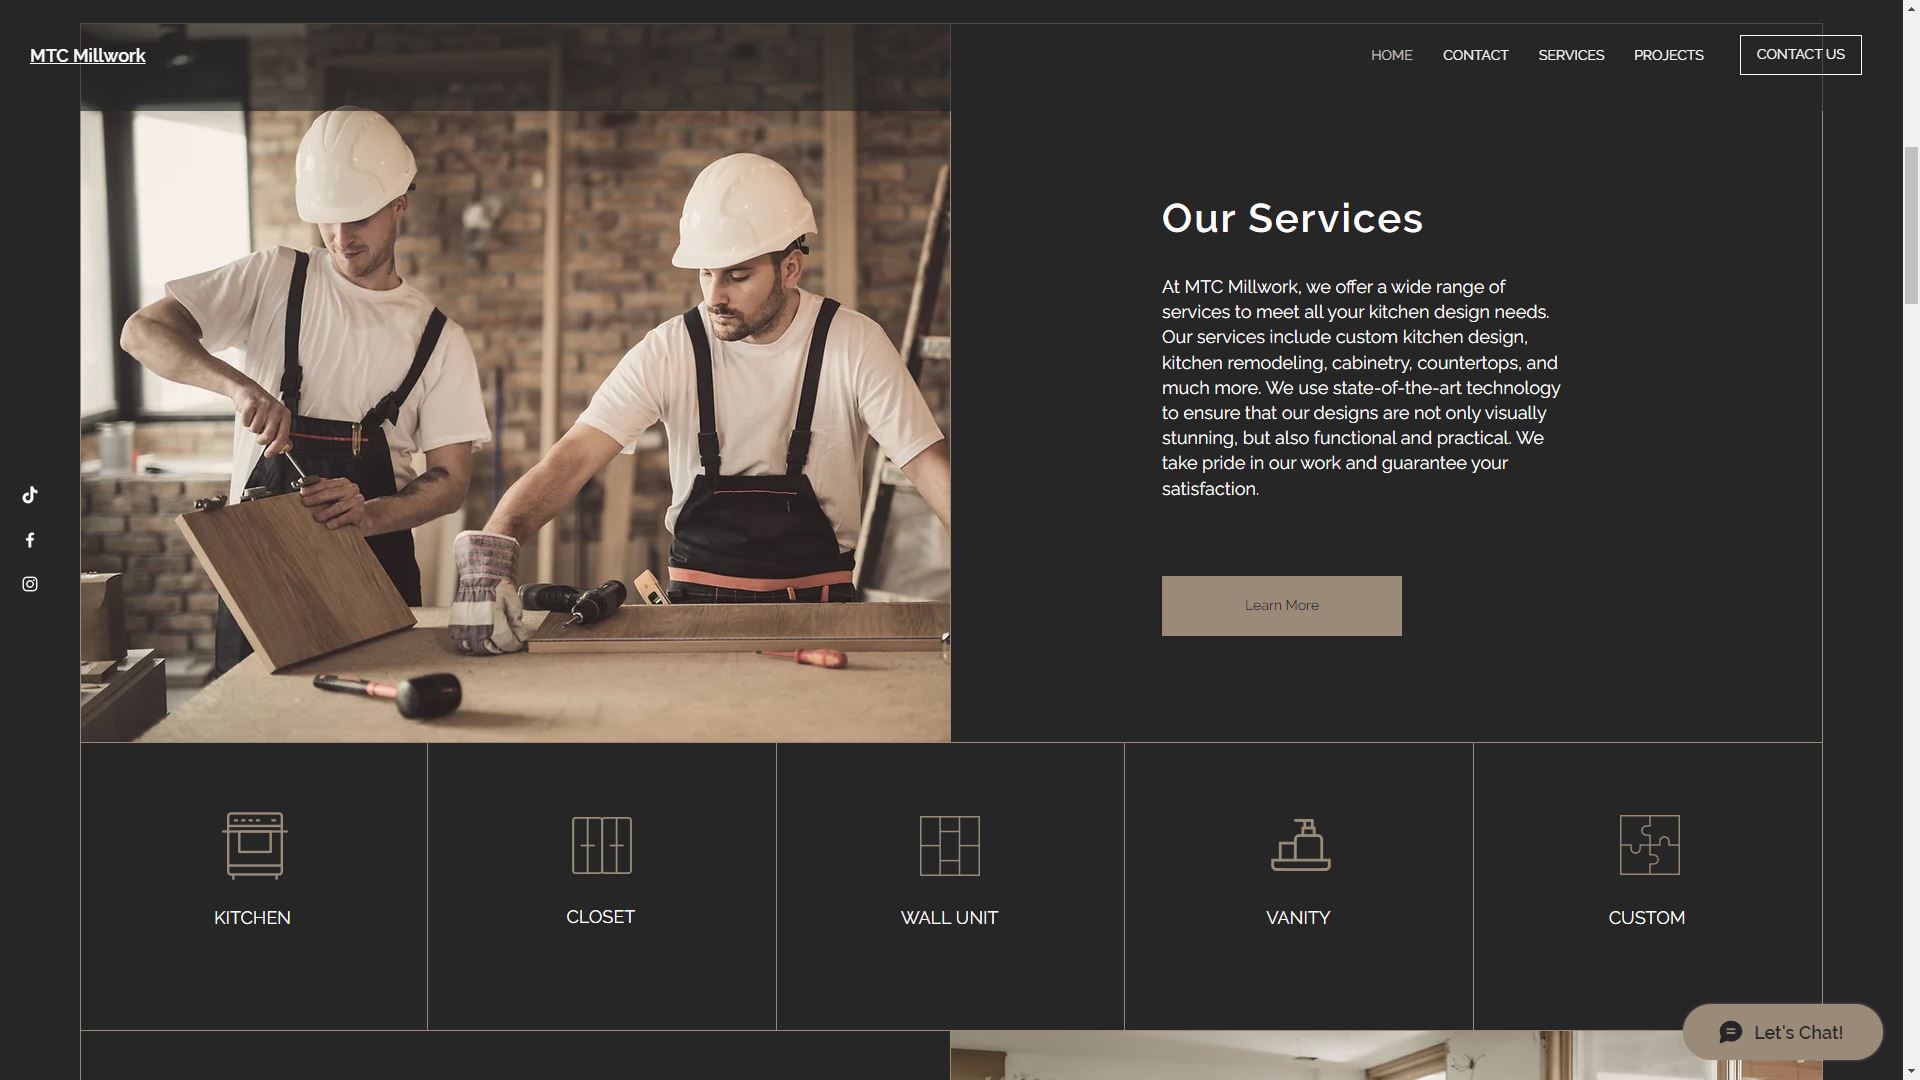 MTC Millwork
HOME
CONTACT
SERVICES
PROJECTS
CONTACT US
Our Services
At MTC Millwork, we offer a wide range of
services to meet all your kitchen design needs.
Our services include custom kitchen design,
kitchen remodeling, cabinetry, countertops, and
much more. We use state-of-the-art technology
to ensure that our designs are not only visually
stunning, but also functional and practical. We
take pride in our work and guarantee your
satisfaction.
Learn More
KITCHEN
CLOSET
WALL UNIT
VANITY
CUSTOM
Let's Chat!